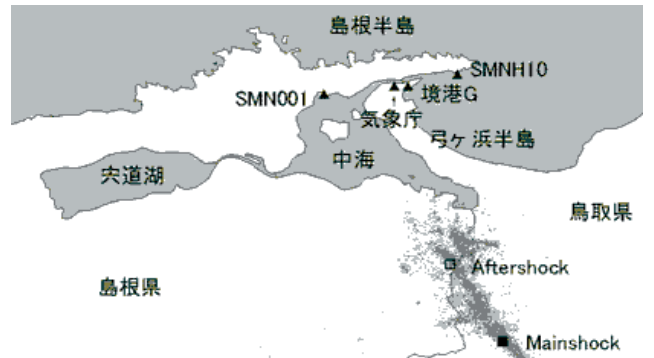 島根半島
SMNH10
SMN001
境港G
気象庁
弓ヶ浜半島
中海
宍道湖
鳥取県
Aftershock
島根県
Mainshock